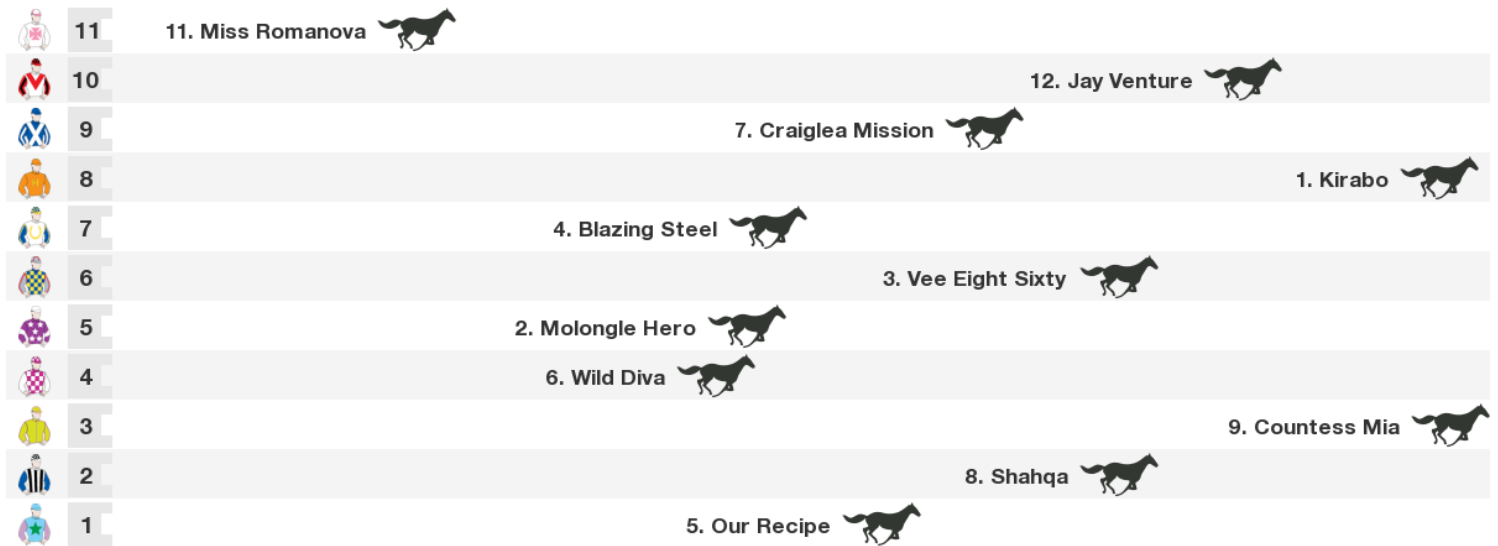 11 11. Miss Romanova
10 12. Jay Venture
9 7. Craiglea Mission
8 1. Kirabo
7 4. Blazing Steel
6 3. Vee Eight Sixty
5 2. Molongle Hero
4 6. Wild Diva
3 9. Countess Mia
2 8. Shahqa
1 5. Our Recipe